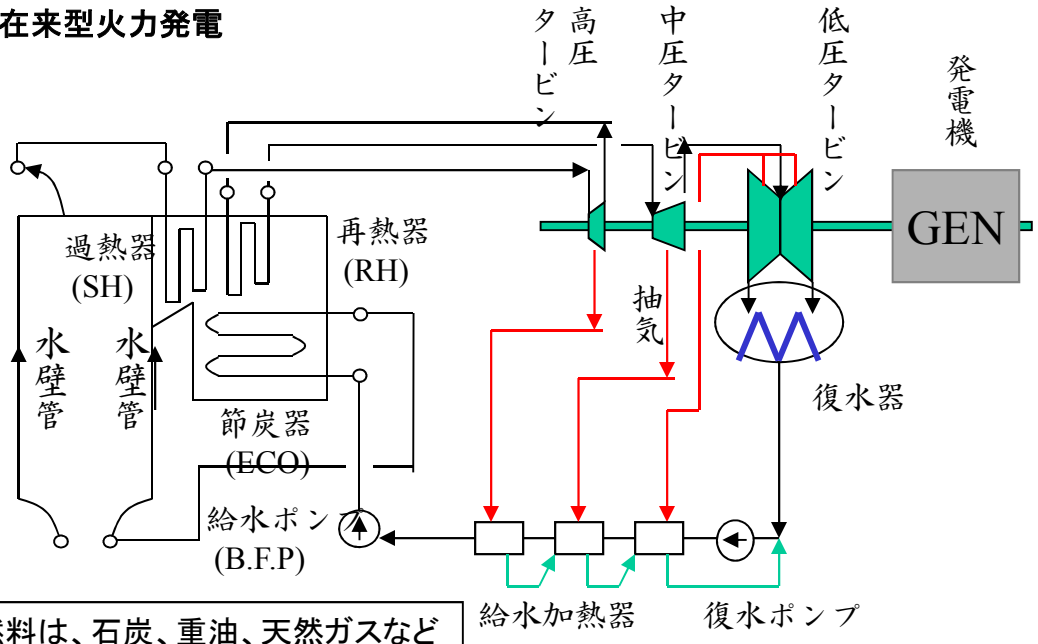 在来型火力発電
高圧タービン
中圧タービン
低圧タービン
発電機
GEN
過熱器
(SH)
再熱器
(RH)
水壁管
水壁管
抽気
節炭器
(ECO)
復水器
給水ポンプ
(B.F.P)
給水加熱器
復水ポンプ
料は、石炭、重油、天然ガスなど